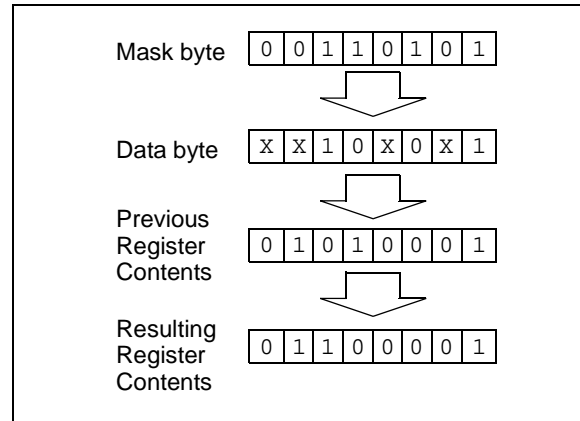 Mask byte 0 0 1 1 0 1 0 1
Data byte X X 1 0 X 0 X 1
Previous
Register 0 1 0 1 0 0 0 1
Contents
Resulting
Register 0 1 1 0 0 0 0 1
Contents